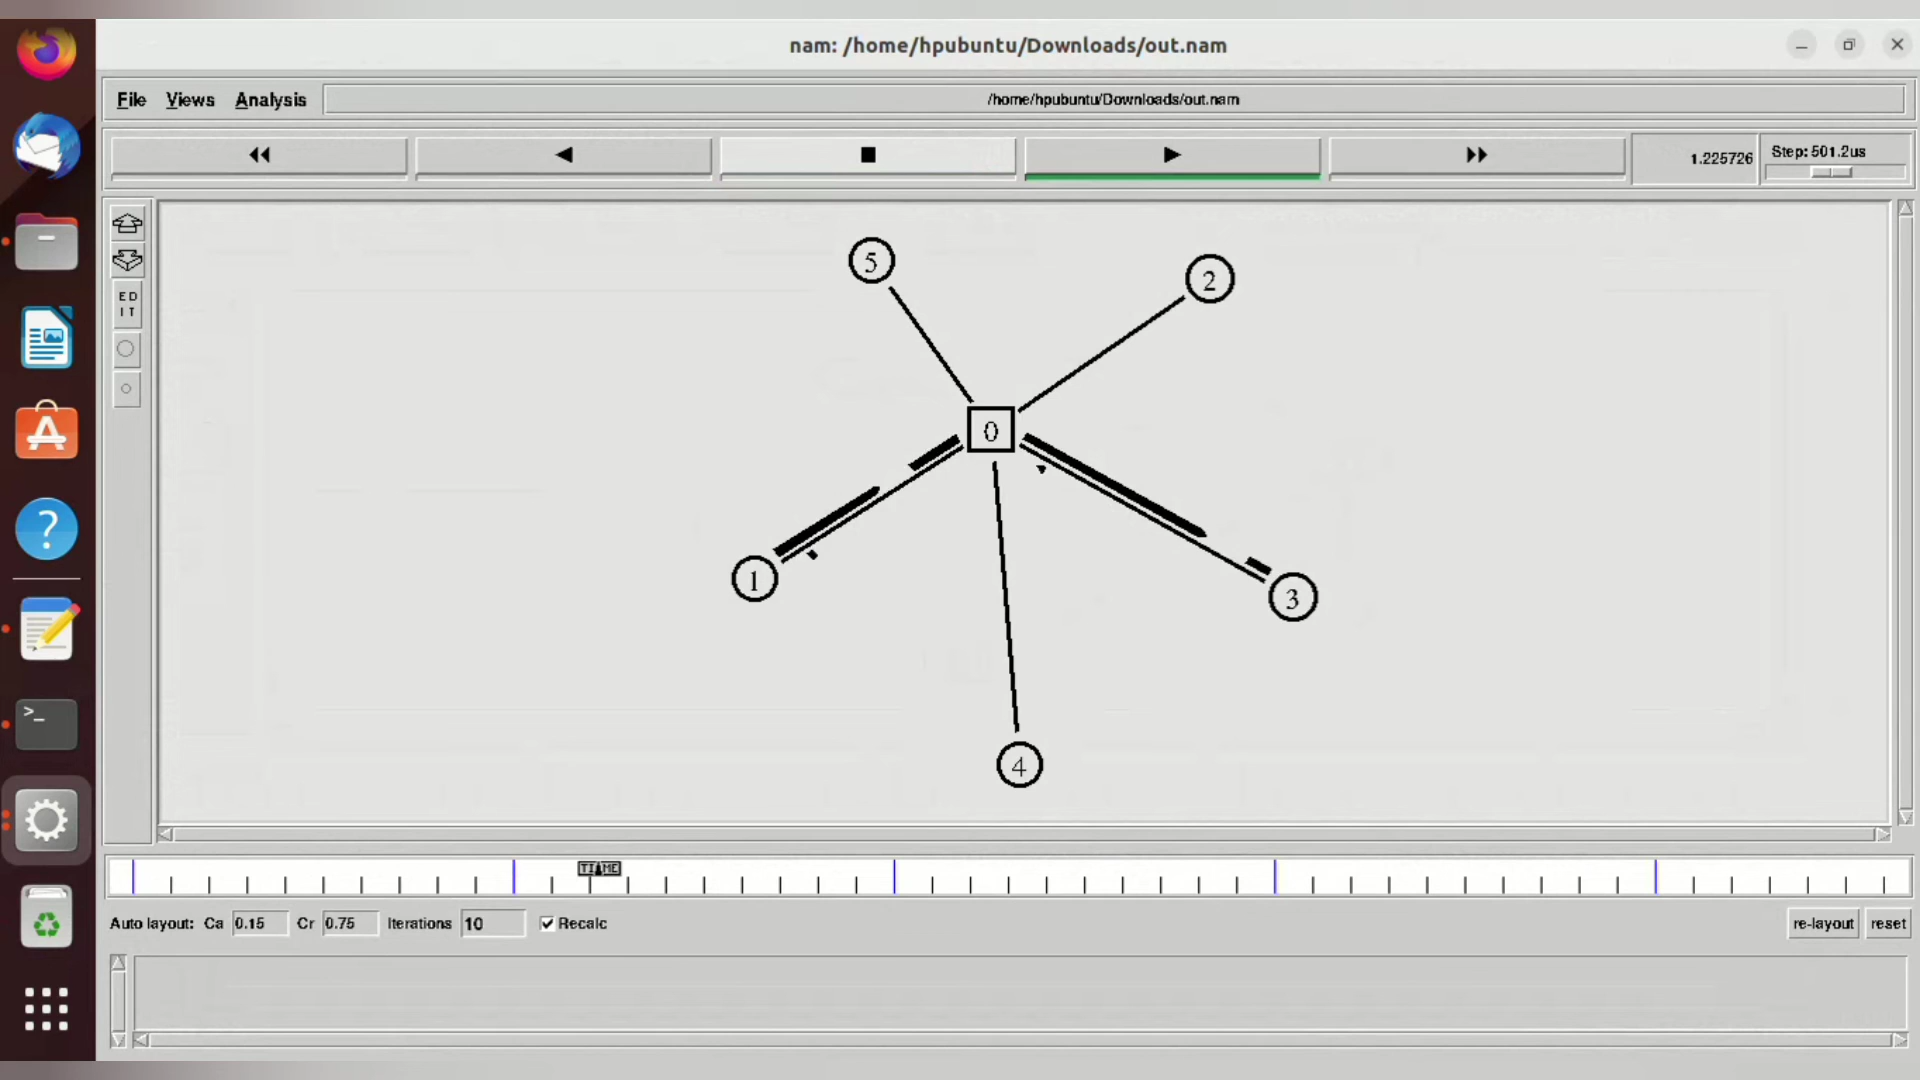 nam: /home/hpubuntu/Downloads/out.nam
File Views Analysis /home/hpubuntu/Downloads/out.nam
1.225726 Step: 501.2us
ED
IT
5
2
0
1
3
4
TIME
Auto layout: Ca 0.15 Cr 0.75 Iterations 10 Recalc re-layout reset